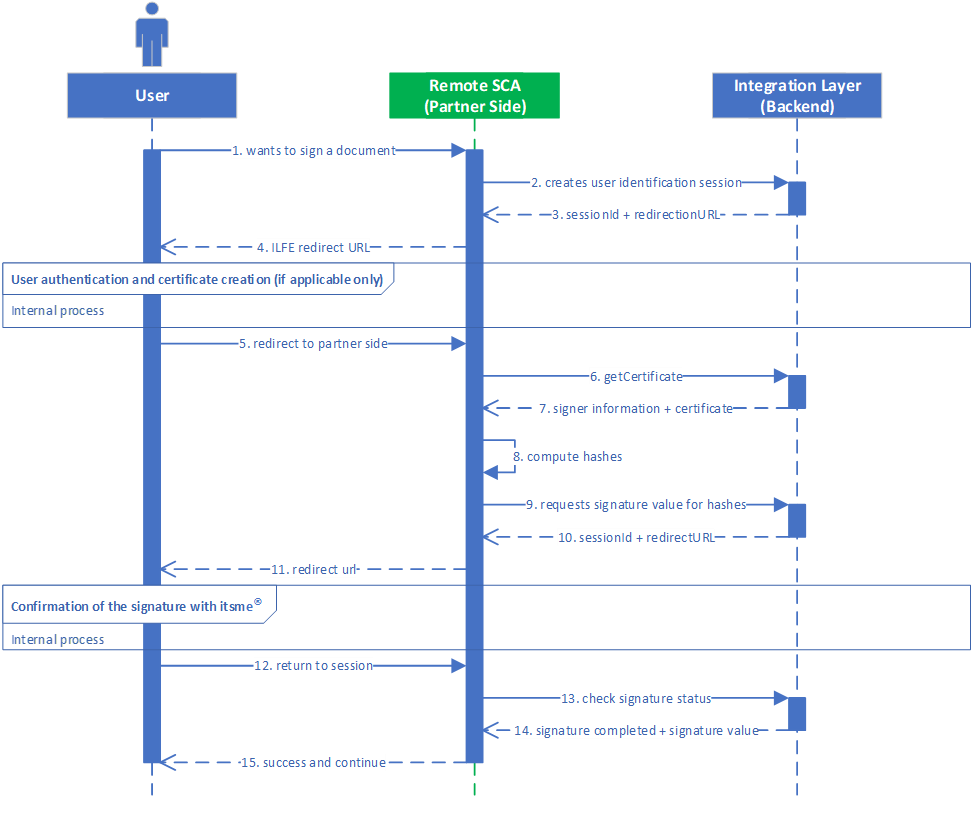 User
Remote SCA
(Partner Side)
Integration Layer
(Backend)
1. wants to sign a document
2. creates user identification session
3. sessionId + redirectionURL
4. ILFE redirect URL
User authentication and certificate creation (if applicable only)
Internal process
5. redirect to partner side
6. getCertificate
7. signer information + certificate
8. compute hashes
9. requests signature value for hashes
10. sessionId + redirectURL
11. redirect url
Confirmation of the signature with itsme®
Internal process
12. return to session
13. check signature status
14. signature completed + signature value
15. success and continue